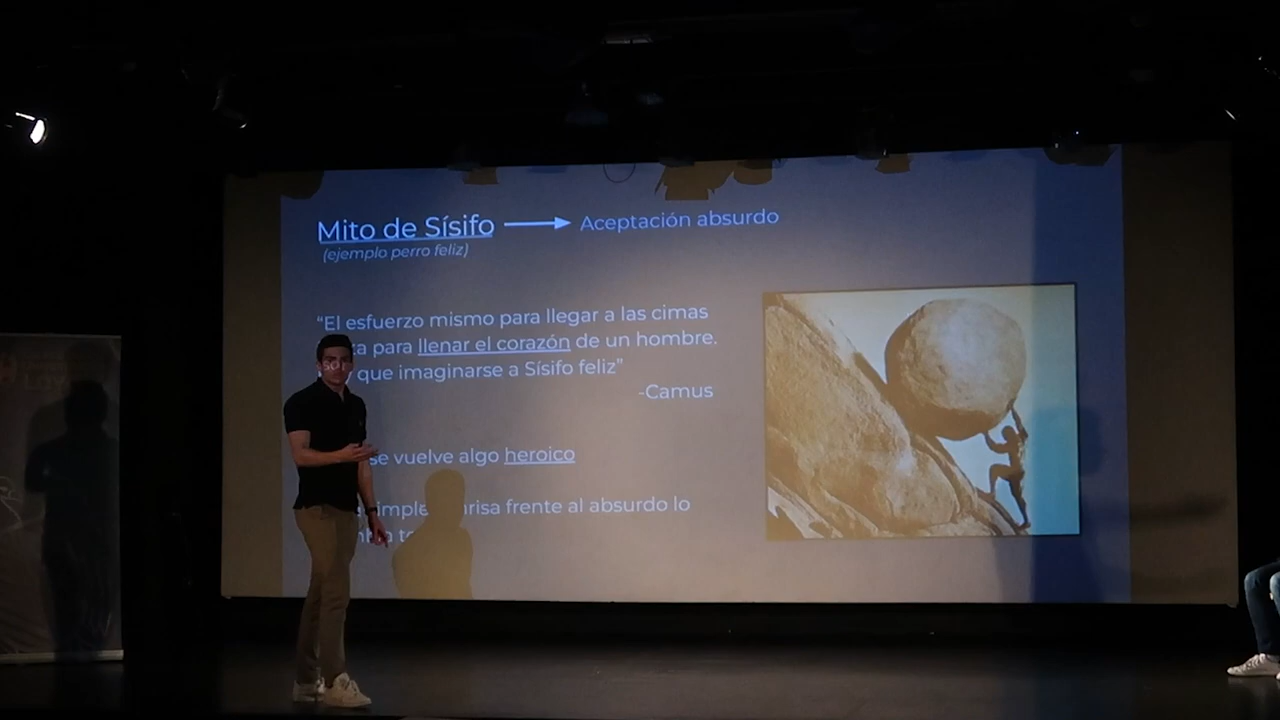 Mito de Sísifo
Aceptación absurdo
(ejemplo perro feliz)
“El esfuerzo mismo para llegar a las cimas
para llenar el corazón de un hombre.
que imaginarse a Sísifo feliz”
-Camus
se vuelve algo heroico
frente al absurdo lo